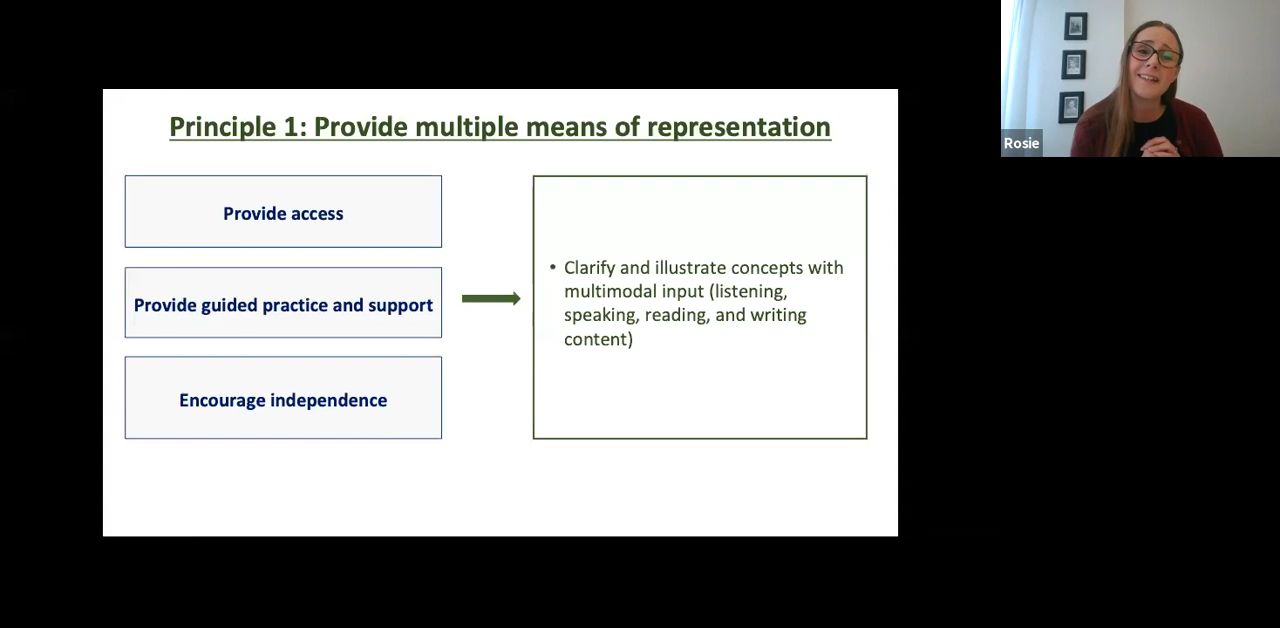 Principle 1: Provide multiple means of representation
Provide access
Provide guided practice and support
Encourage independence
• Clarify and illustrate concepts with
multimodal input (listening,
speaking, reading, and writing
content)
Rosie